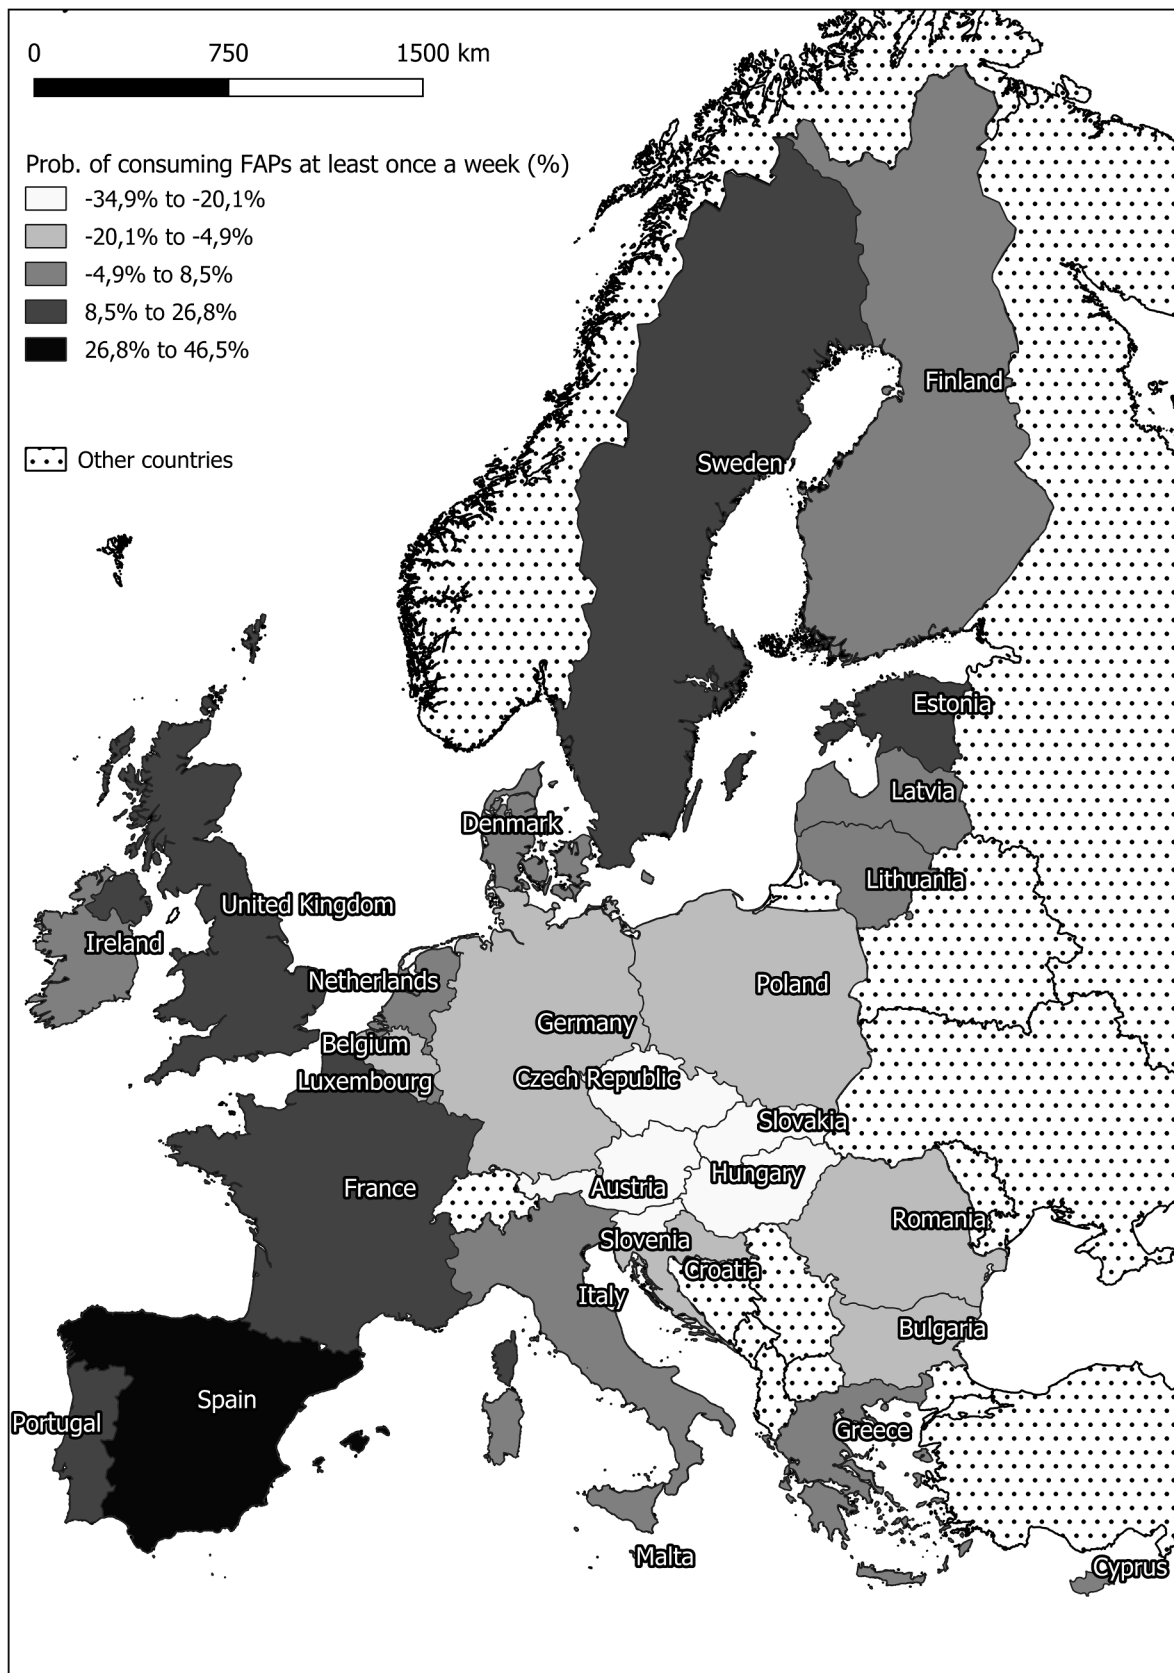 0 750 1500 km
Prob. of consuming FAPs at least once a week (%)
-34,9% to -20,1%
-20,1% to -4,9%
-4,9% to 8,5%
8,5% to 26,8%
26,8% to 46,5%
Other countries
Finland
Sweden
Estonia
Latvia
Denmark
Lithuania
United Kingdom
Ireland
Netherlands
Poland
Germany
Belgium
Czech Republic
Luxembourg
Slovakia
Hungary
Austria
France
Romania
Slovenia
Croatia
Italy
Bulgaria
Spain
Portugal
Greece
Malta
Cyprus